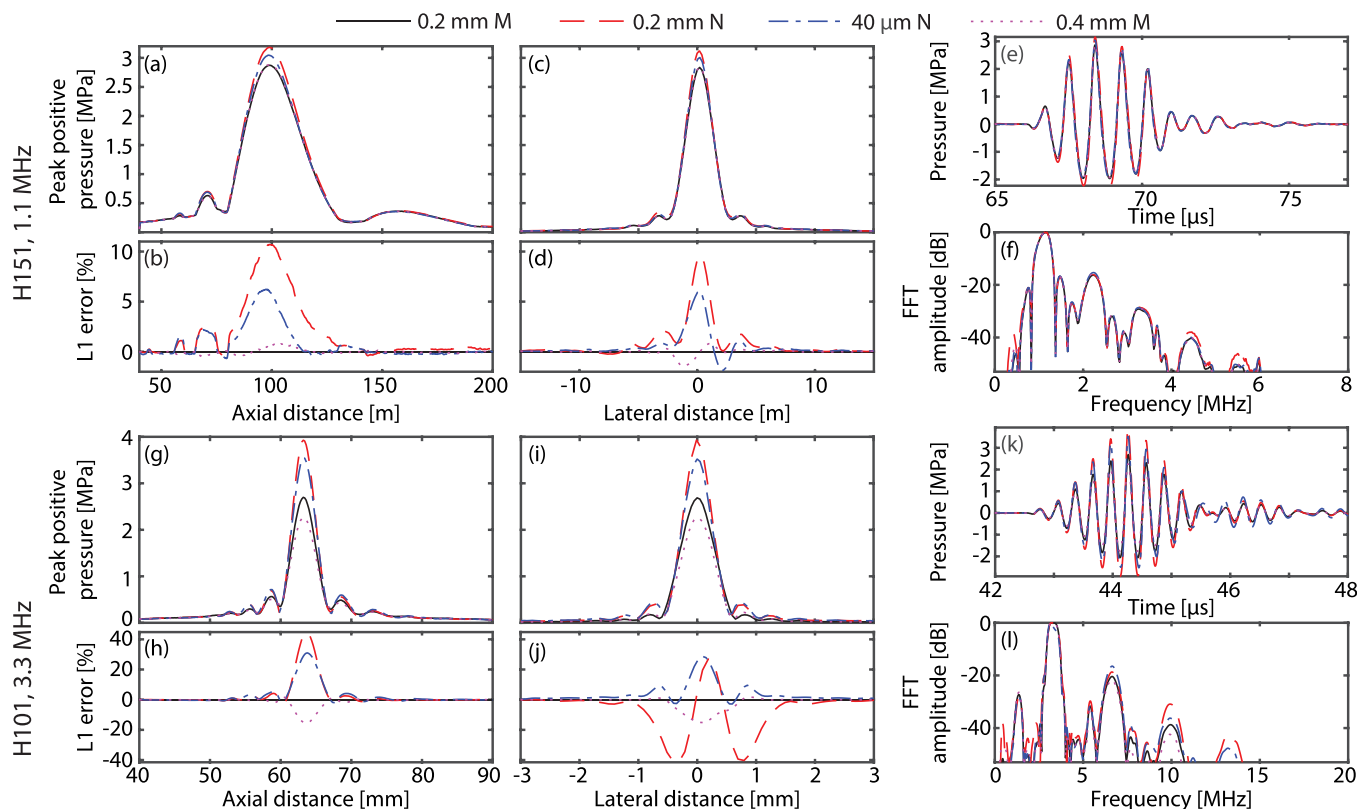 0.2 mm M 0.2 mm N 40 µm N 0.4 mm M
H151, 1.1 MHz
(a)
Peak positive
pressure [MPa]
3
2.5
2
1.5
1
0.5
(b)
L1 error [%]
10
5
0
50 100 150 200
Axial distance [m]
(c)
(d)
-10 0 10
Lateral distance [m]
(e)
Pressure [MPa]
3
2
1
0
-1
-2
65 70 75
Time [µs]
(f)
FFT
amplitude [dB]
0
-20
-40
0 2 4 6 8
Frequency [MHz]
H101, 3.3 MHz
(g)
Peak positive
pressure [MPa]
4
3
2
1
0
(h)
L1 error [%]
40
20
0
-20
-40
40 50 60 70 80 90
Axial distance [mm]
(i)
(j)
-3 -2 -1 0 1 2 3
Lateral distance [mm]
(k)
Pressure [MPa]
3
2
1
0
-1
-2
42 44 46 48
Time [µs]
(l)
FFT
amplitude [dB]
0
-20
-40
0 5 10 15 20
Frequency [MHz]